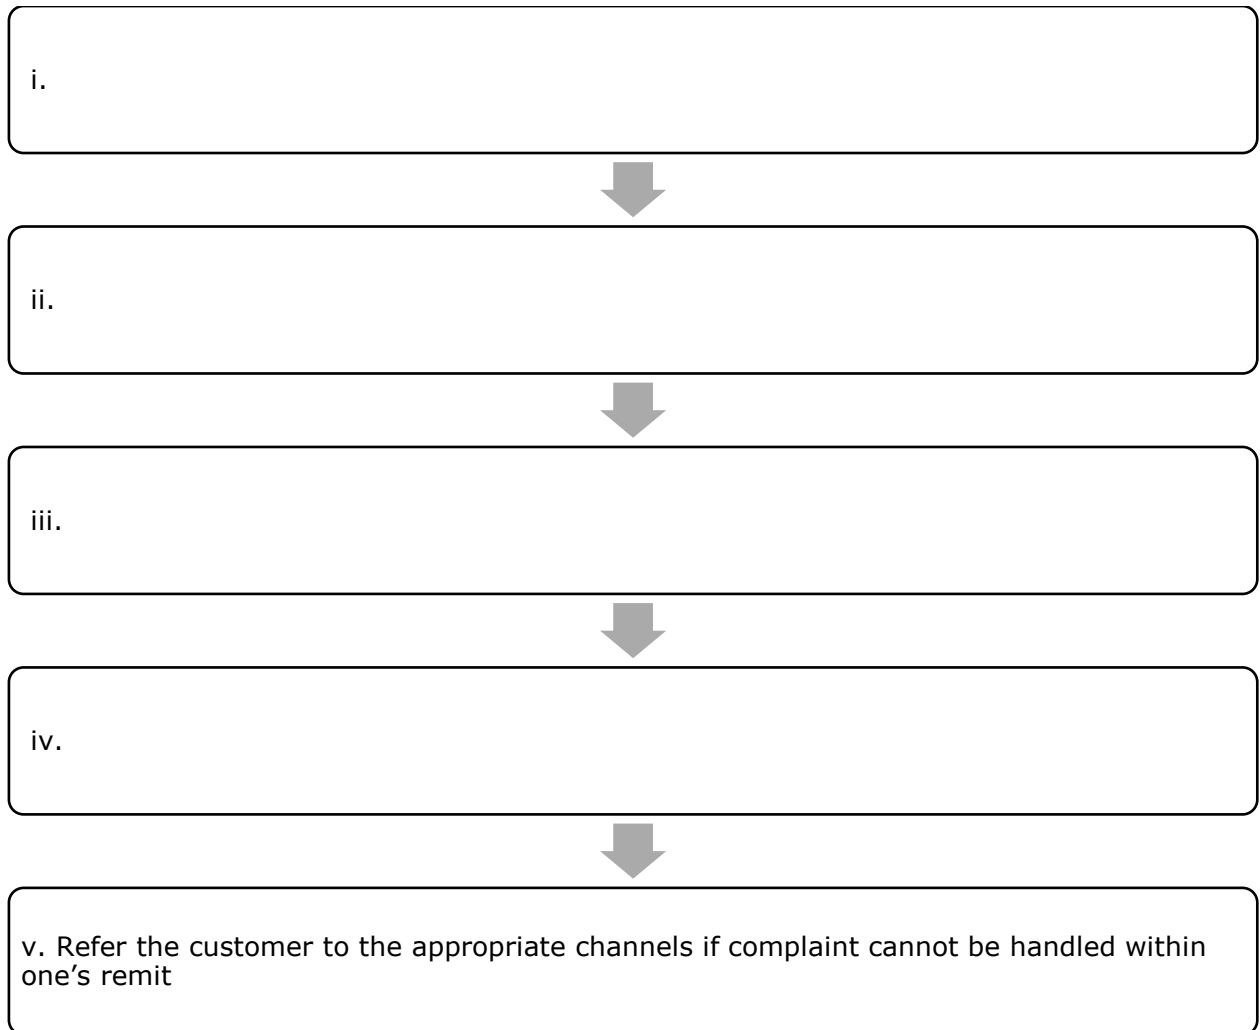 i.
ii.
iii.
iv.
v. Refer the customer to the appropriate channels if complaint cannot be handled within
one’s remit